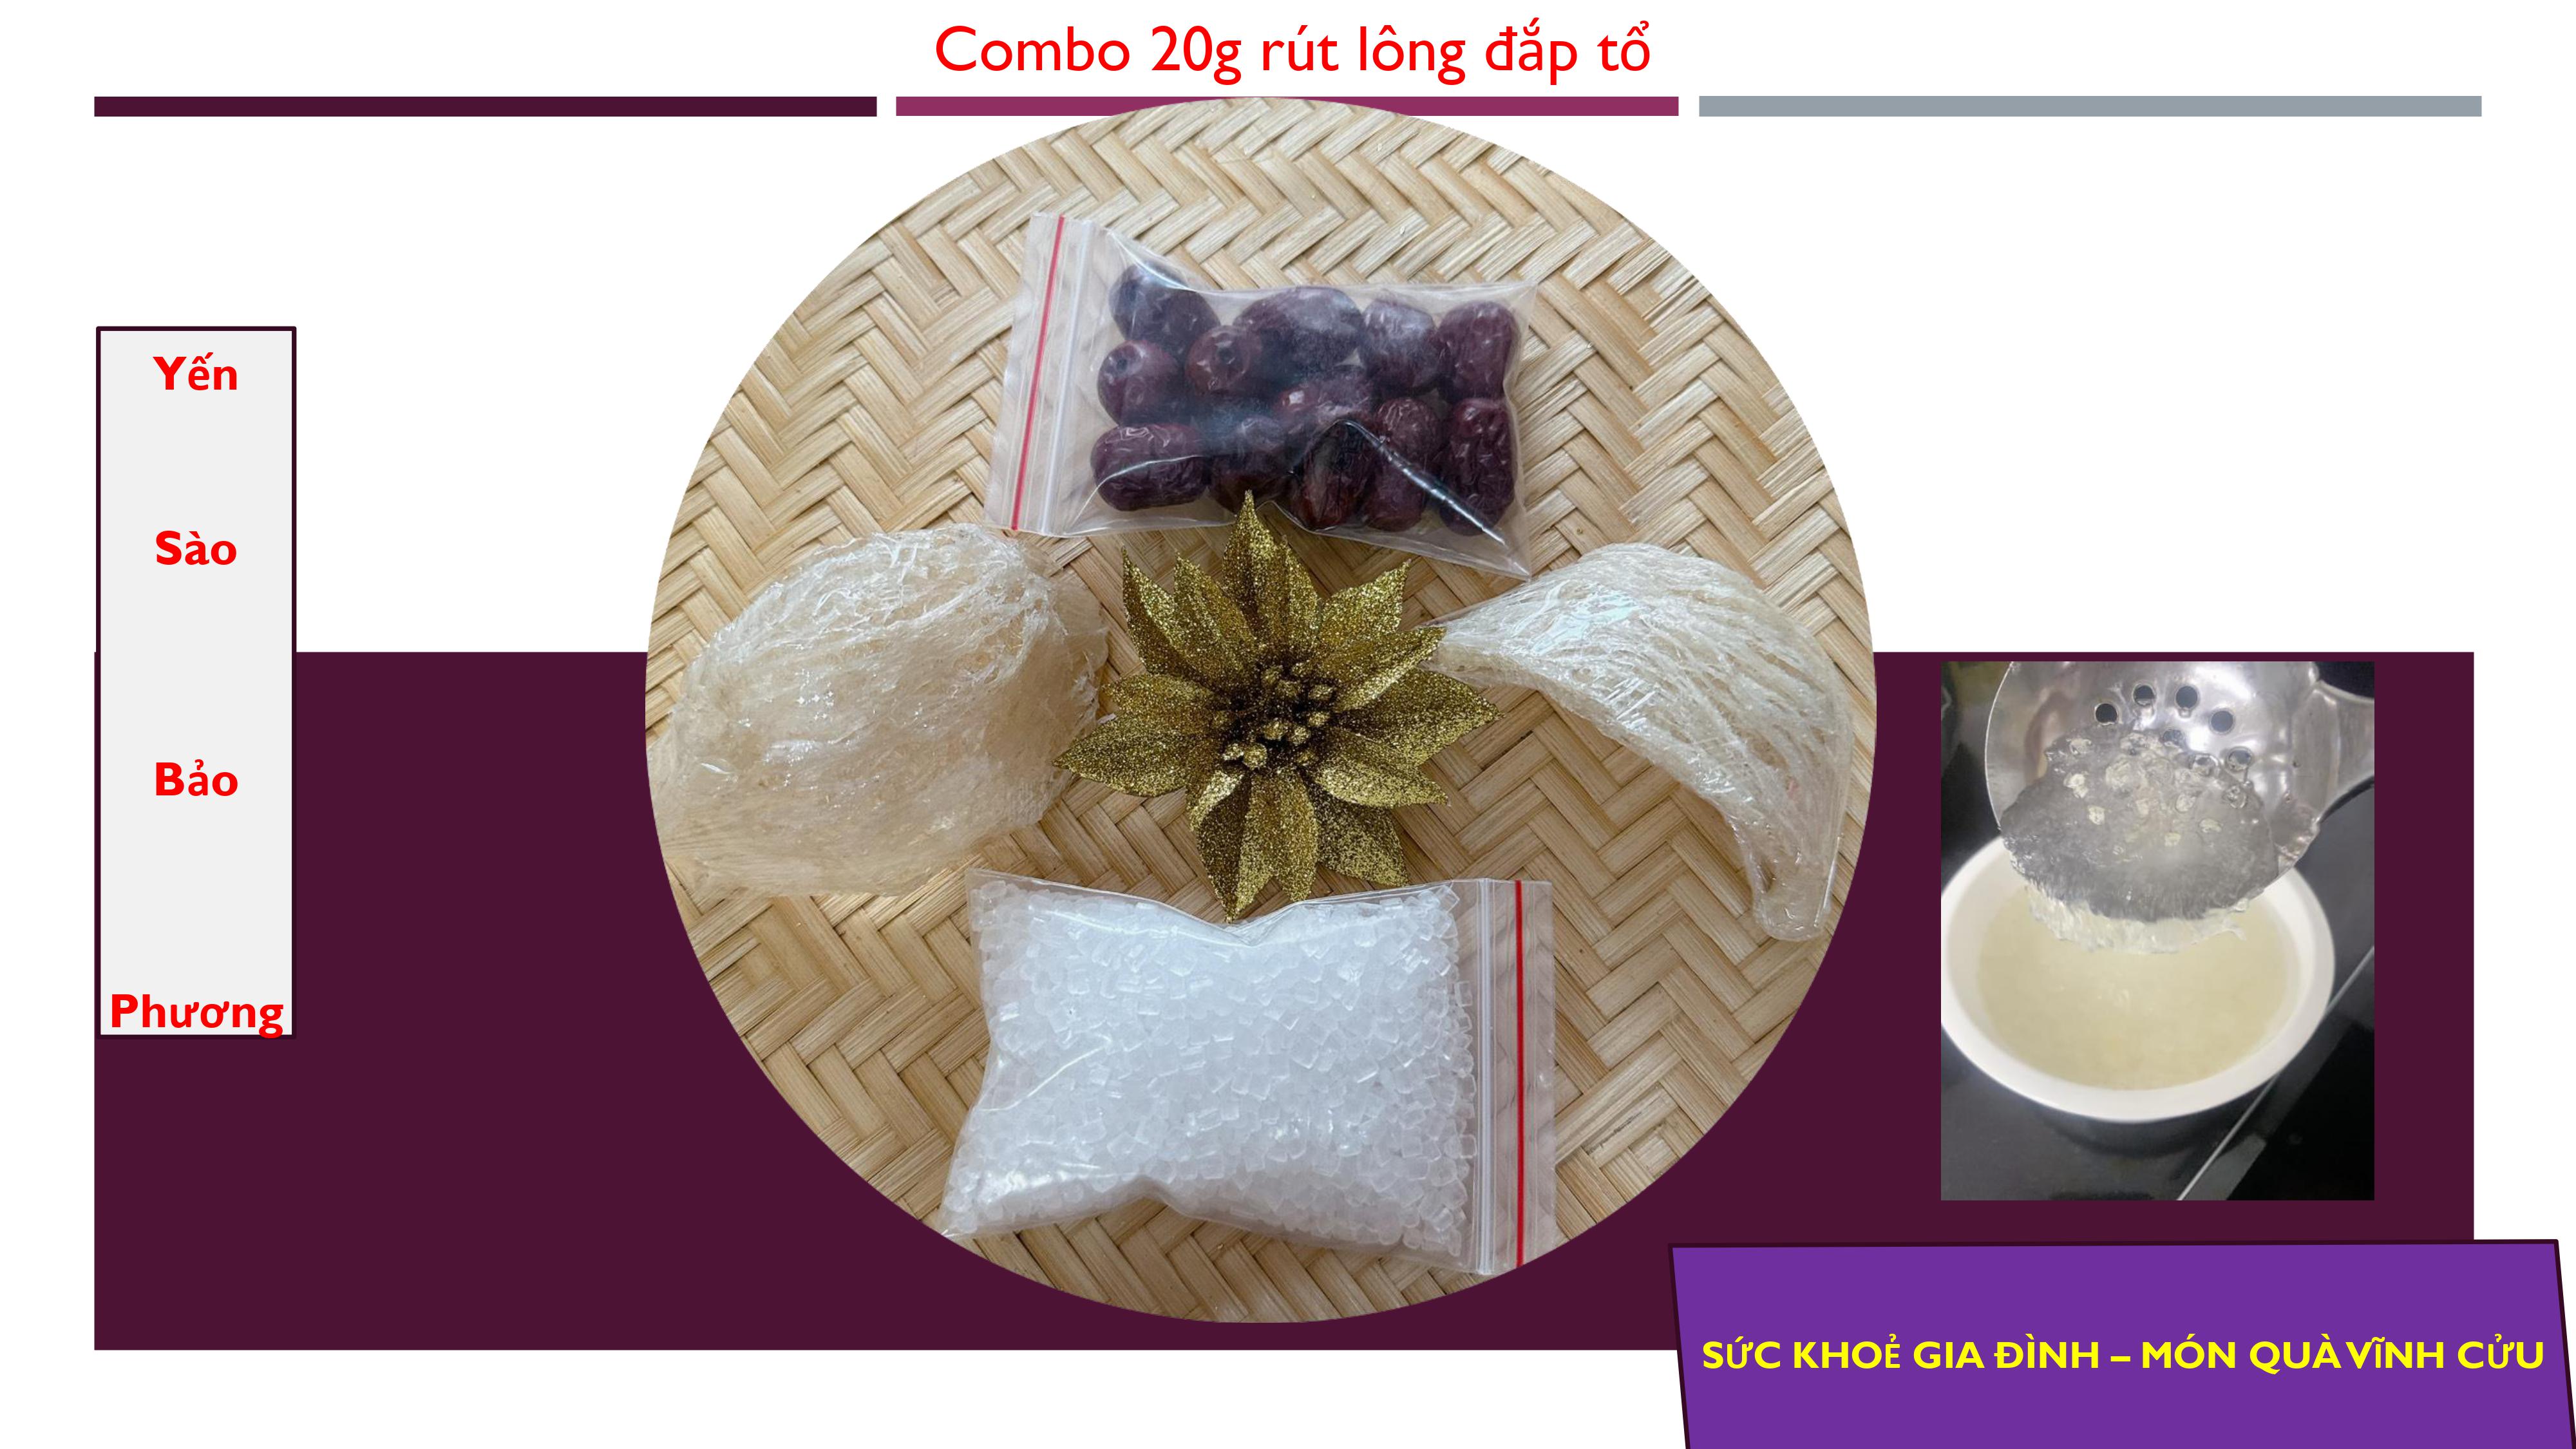 Combo 20g rút lông đắp tổ
Yến
Sào
Bảo
Phương
SỨC KHOẺ GIA ĐÌNH – MÓN QUÀ VĨNH CỬU